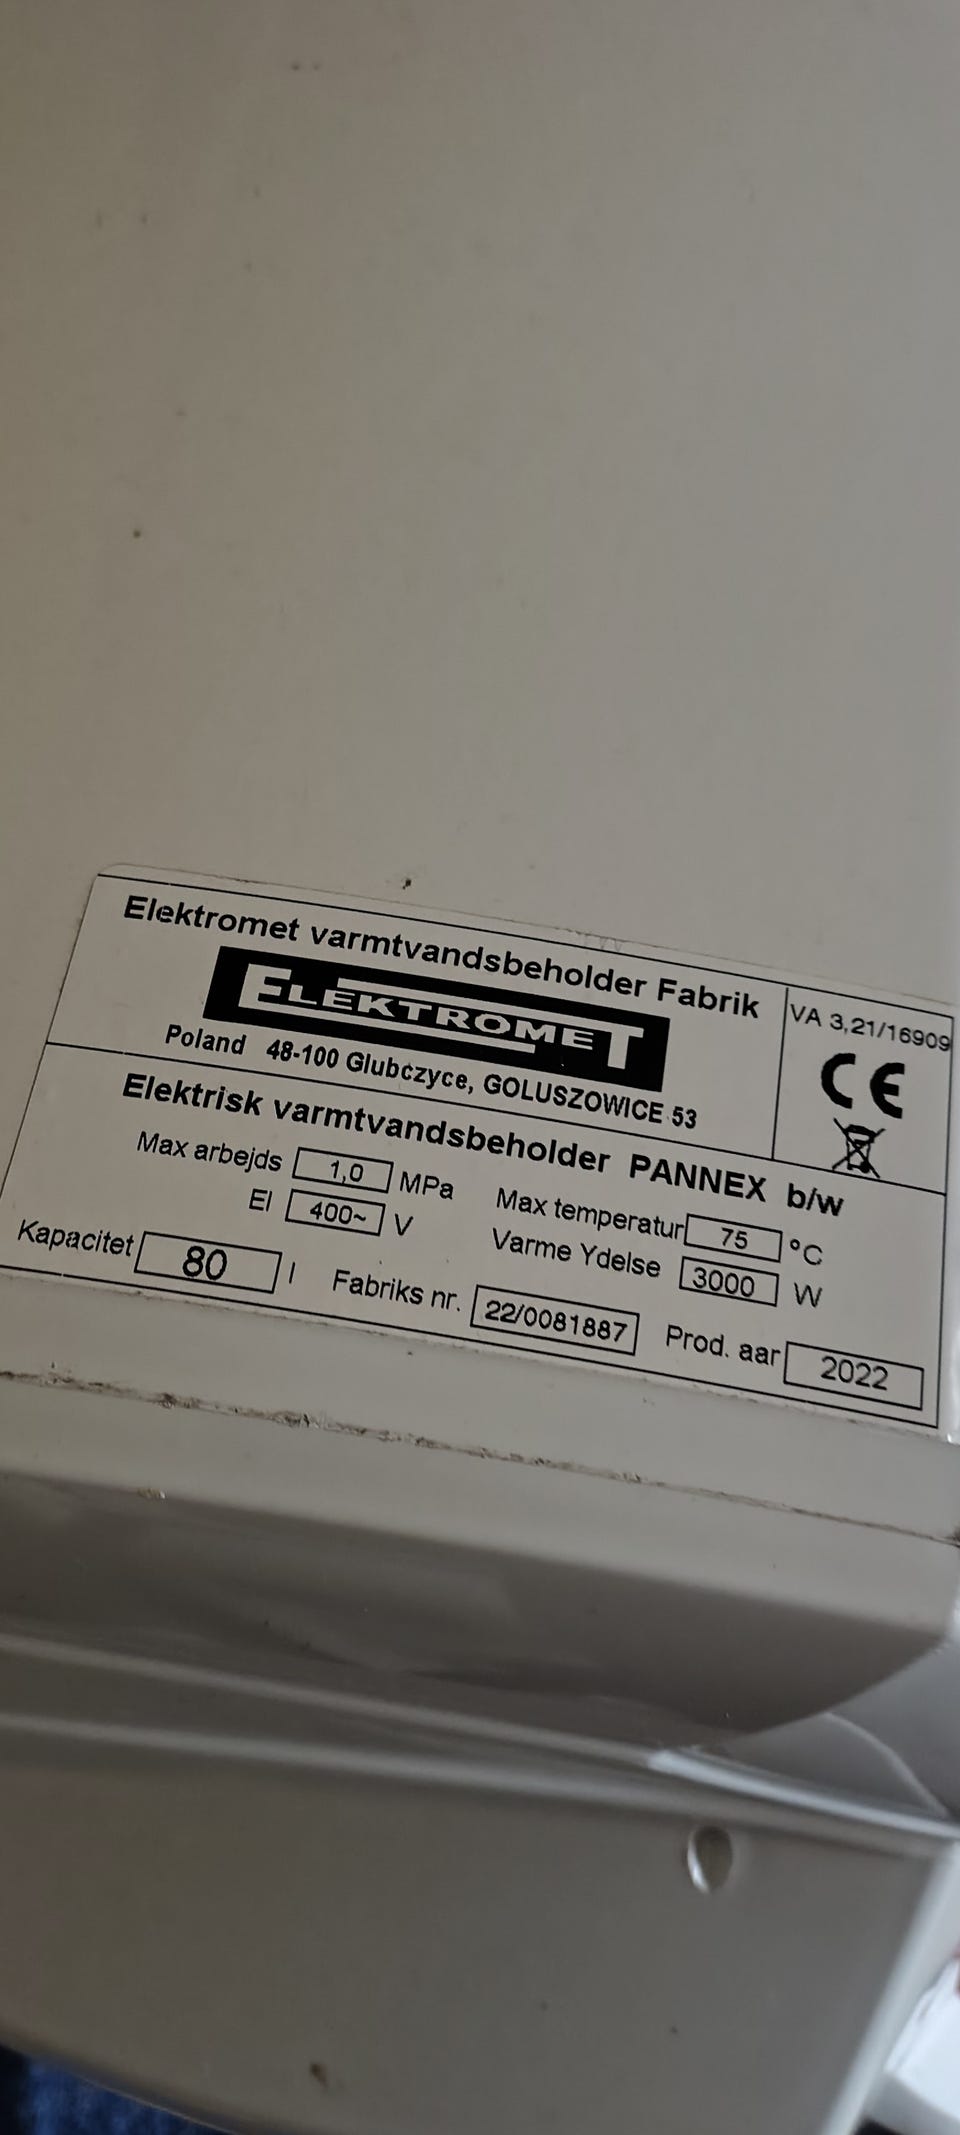 Elektromet varmtvandsbeholder Fabrik
ELEKTROMET
Poland 48-100 Glubczyce, GOLUSZOWICE 53
VA 3,21/16909
CE
Elektrisk varmtvandsbeholder PANNEX b/w
Max arbejds 1,0 MPa Max temperatur 75 °C
El 400~ V Varme Ydelse 3000 W
Kapacitet 80 l Fabriks nr. 22/0081887 Prod. aar 2022